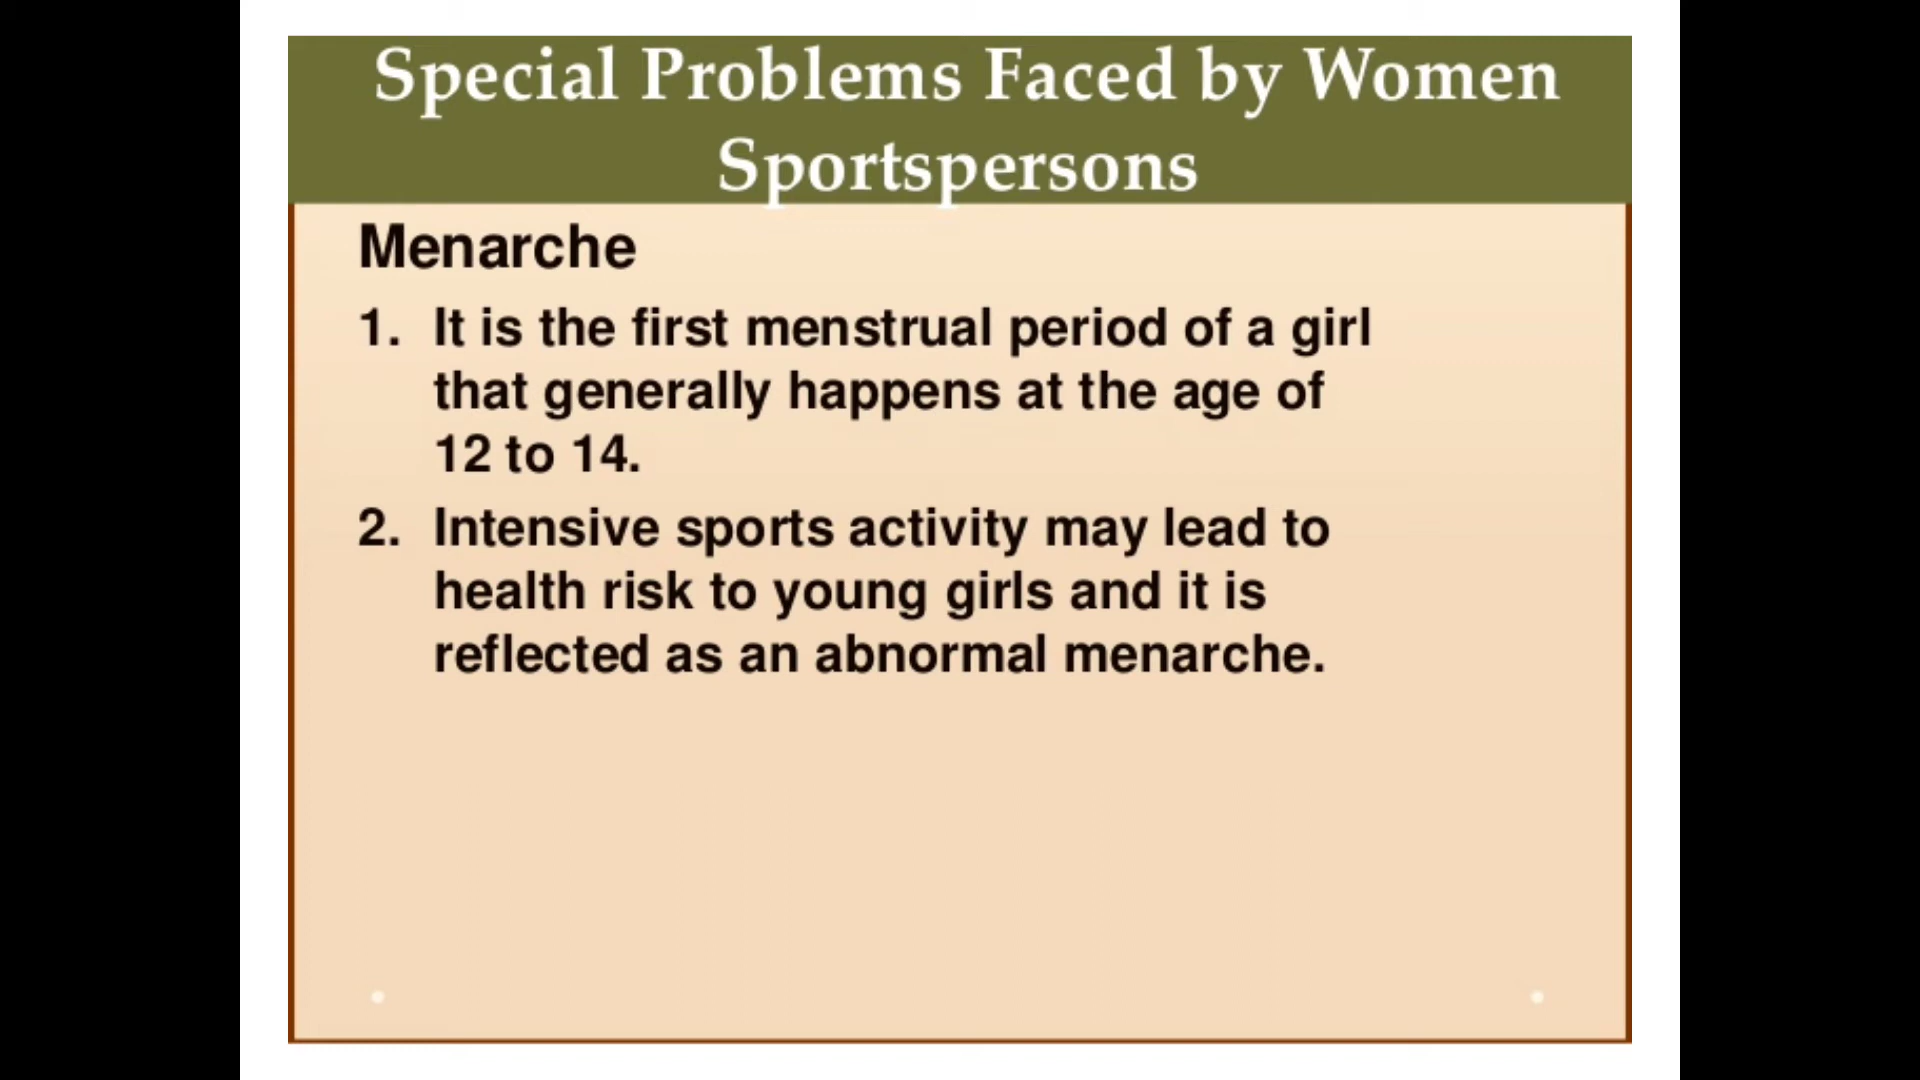 Special Problems Faced by Women
Sportspersons
Menarche
1. It is the first menstrual period of a girl
that generally happens at the age of
12 to 14.
2. Intensive sports activity may lead to
health risk to young girls and it is
reflected as an abnormal menarche.